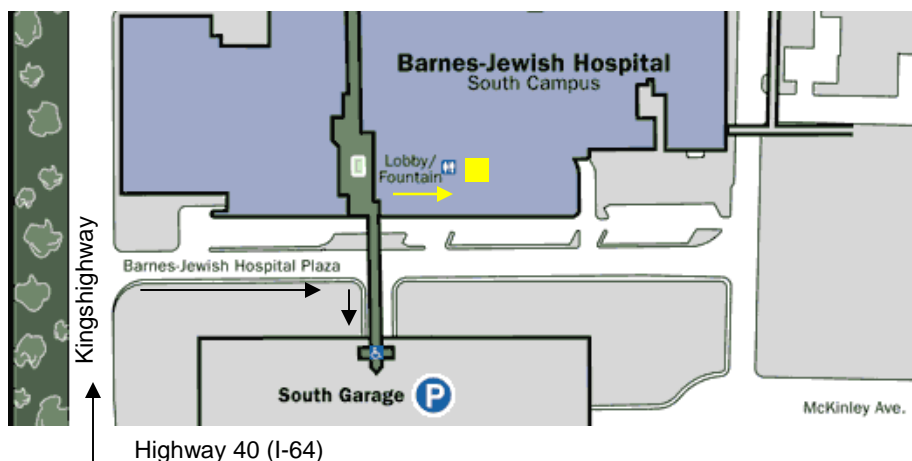 Barnes-Jewish Hospital
South Campus
Lobby/
Fountain
Kingshighway
Barnes-Jewish Hospital Plaza
South Garage P
McKinley Ave.
Highway 40 (I-64)